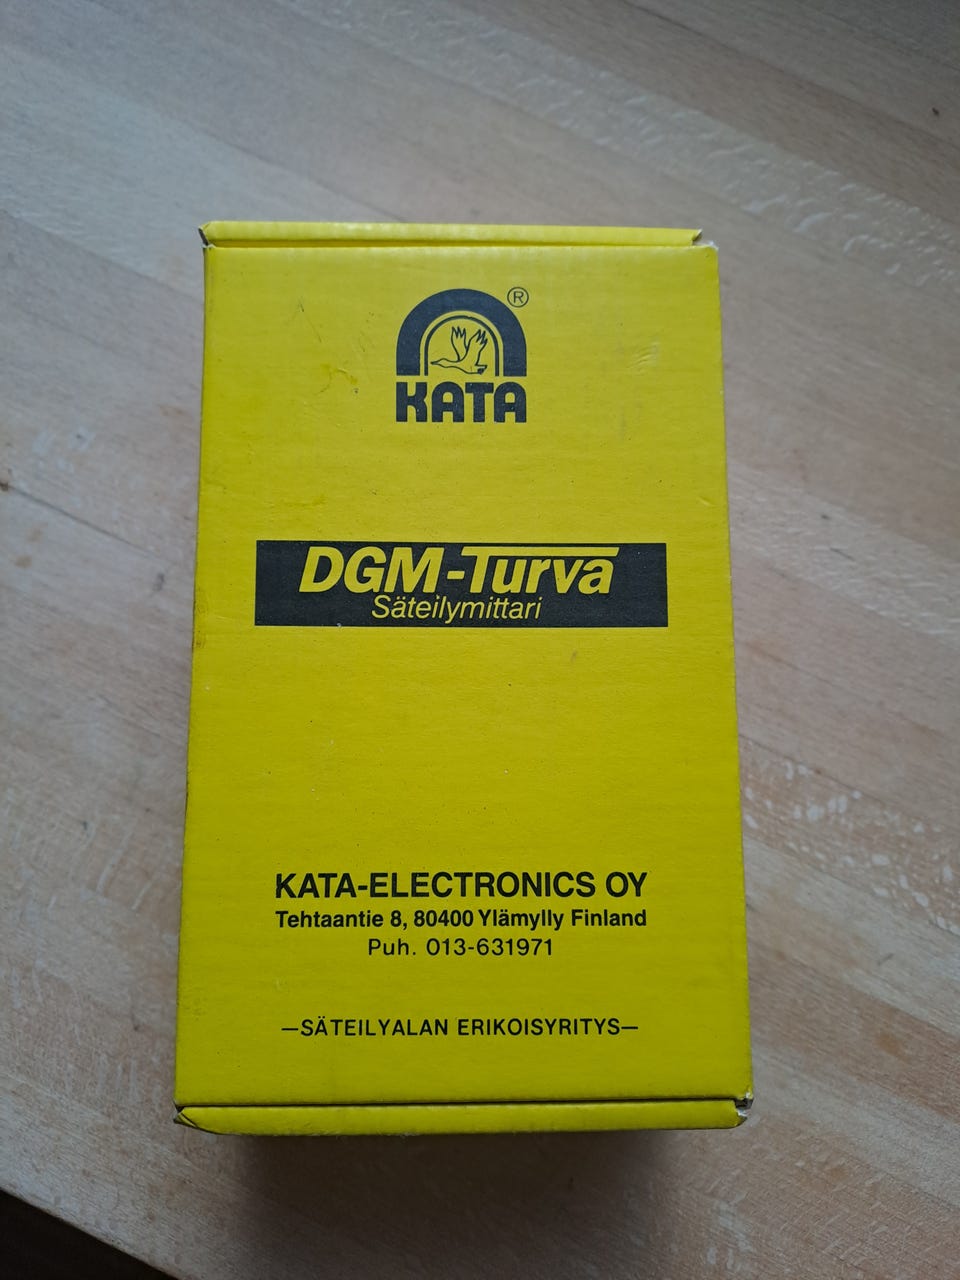 ®
KATA
DGM-Turva
Säteilymittari
KATA-ELECTRONICS OY
Tehtaantie 8, 80400 Ylämylly Finland
Puh. 013-631971
—SÄTEILYALAN ERIKOISYRITYS—